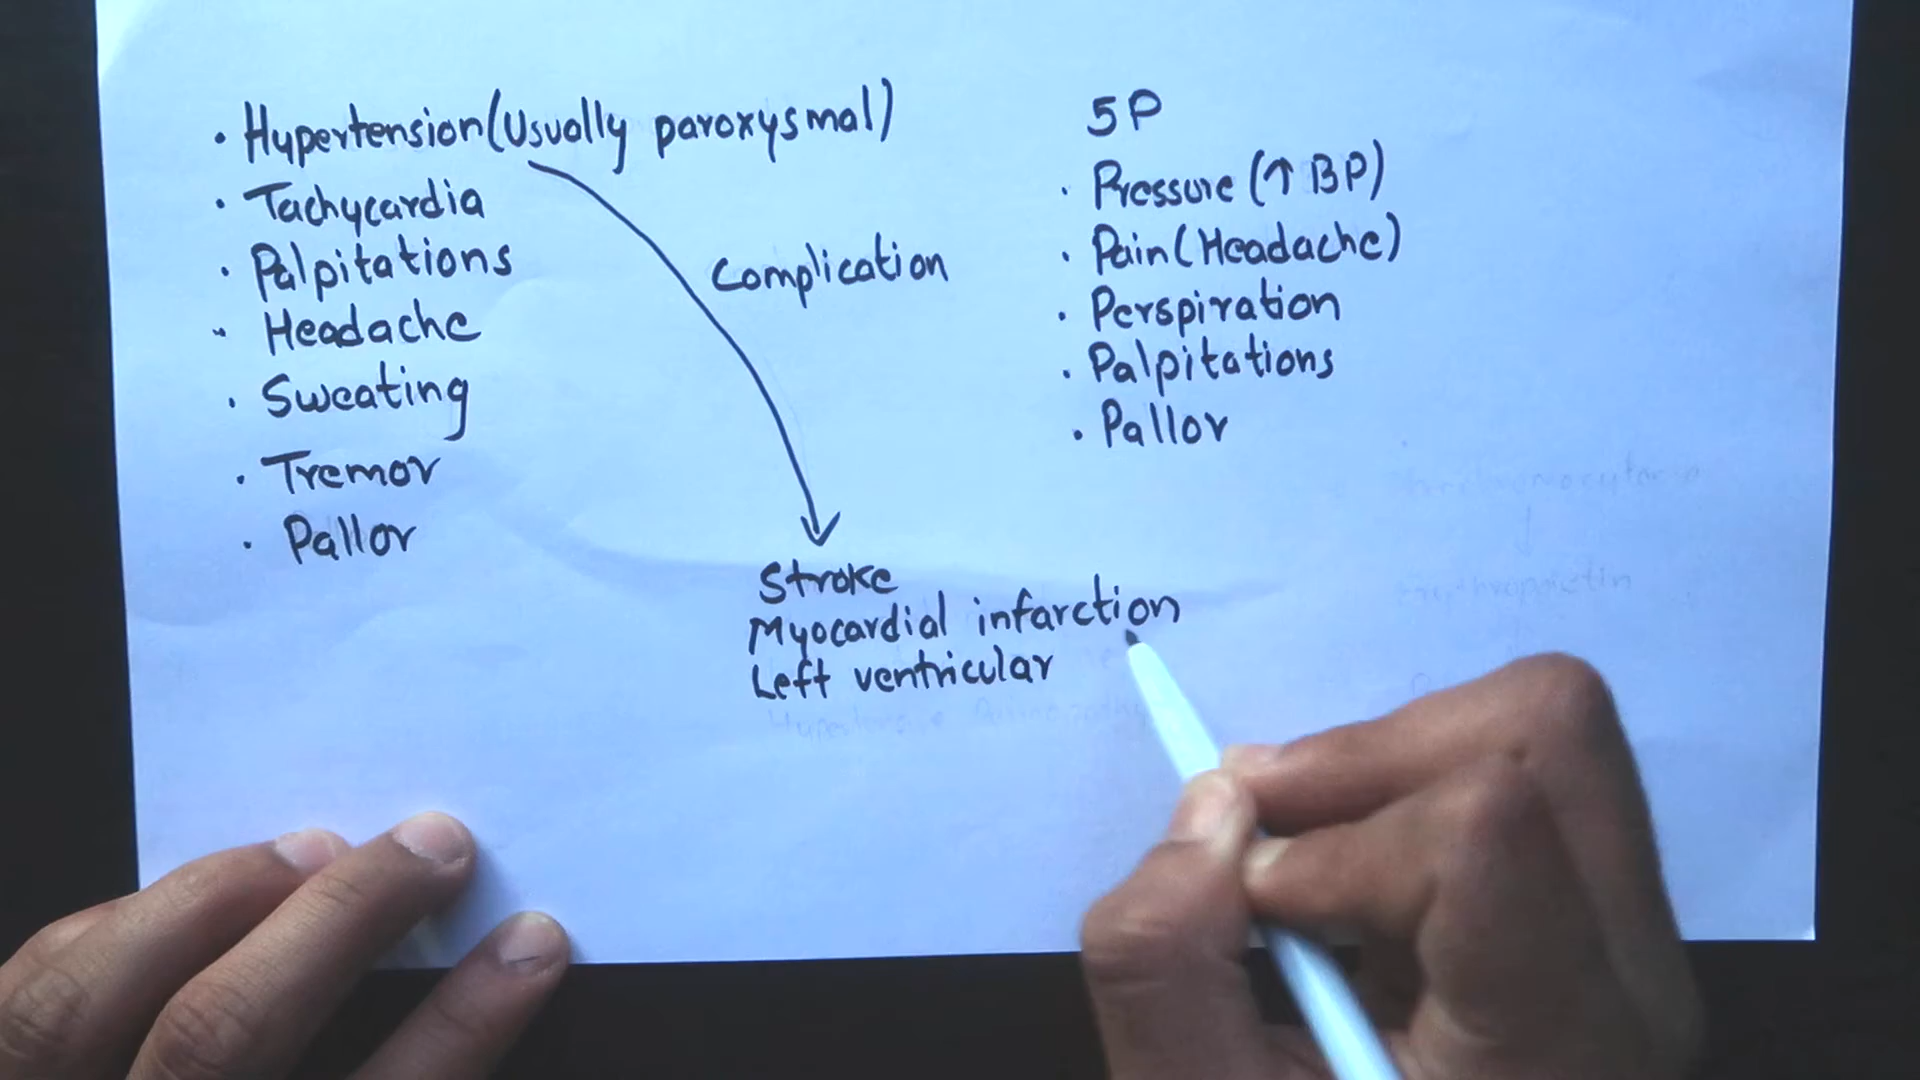 • Hypertension (Usually paroxysmal)
• Tachycardia
• Palpitations
• Headache
• Sweating
• Tremor
• Pallor
Complication
Stroke
Myocardial infarction
Left ventricular
5P
• Pressure (↑ BP)
• Pain (Headache)
• Perspiration
• Palpitations
• Pallor